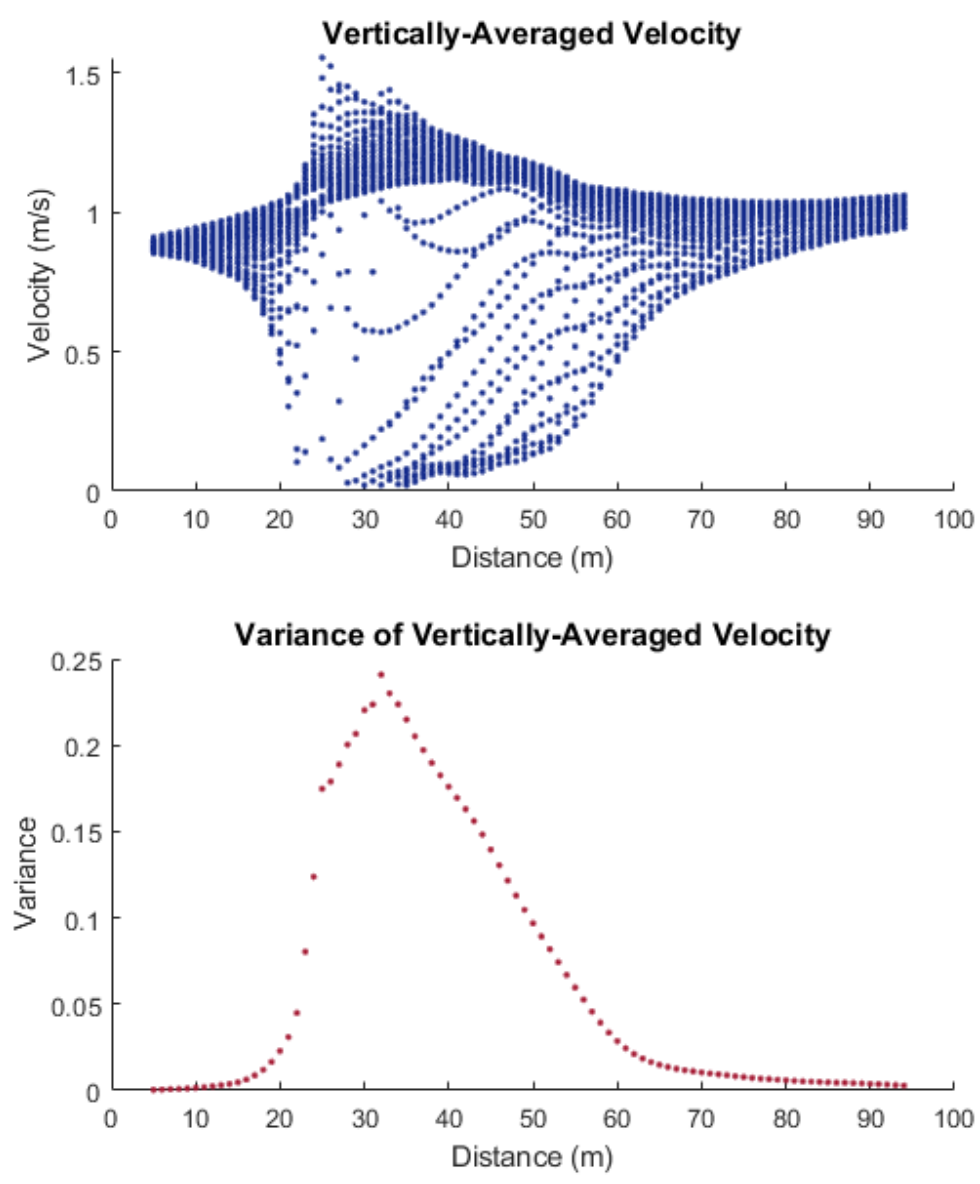 Vertically-Averaged Velocity
1.5
1
0.5
0
Velocity (m/s)
0 10 20 30 40 50 60 70 80 90 100
Distance (m)
Variance of Vertically-Averaged Velocity
0.25
0.2
0.15
0.1
0.05
0
Variance
0 10 20 30 40 50 60 70 80 90 100
Distance (m)